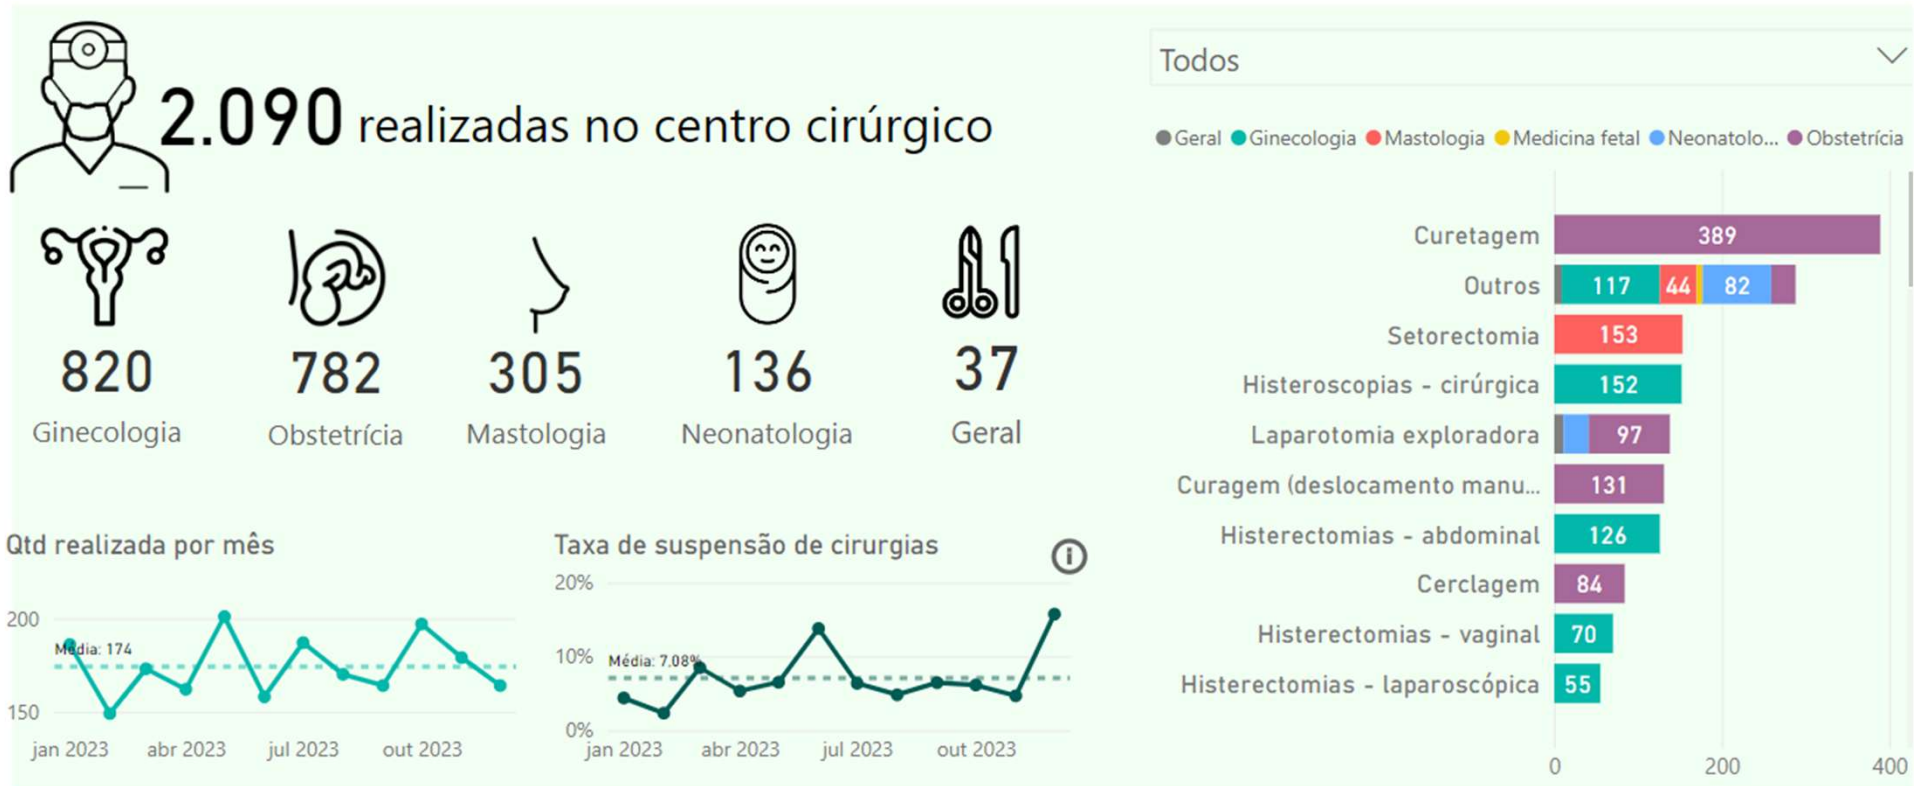 2.090 realizadas no centro cirúrgico
820
782
305
136
37
Ginecologia
Obstetrícia
Mastologia
Neonatologia
Geral
Qtd realizada por mês
200
Média: 174
150
jan 2023
abr 2023
jul 2023
out 2023
Taxa de suspensão de cirurgias
i
20%
10%
Média: 7.08%
0%
jan 2023
abr 2023
jul 2023
out 2023
Todos
Geral Ginecologia Mastologia Medicina fetal Neonatolo... Obstetrícia
Curetagem 389
Outros 117 44 82
Setorectomia 153
Histeroscopias - cirúrgica 152
Laparotomia exploradora 97
Curagem (deslocamento manu... 131
Histerectomias - abdominal 126
Cerclagem 84
Histerectomias - vaginal 70
Histerectomias - laparoscópica 55
0 200 400